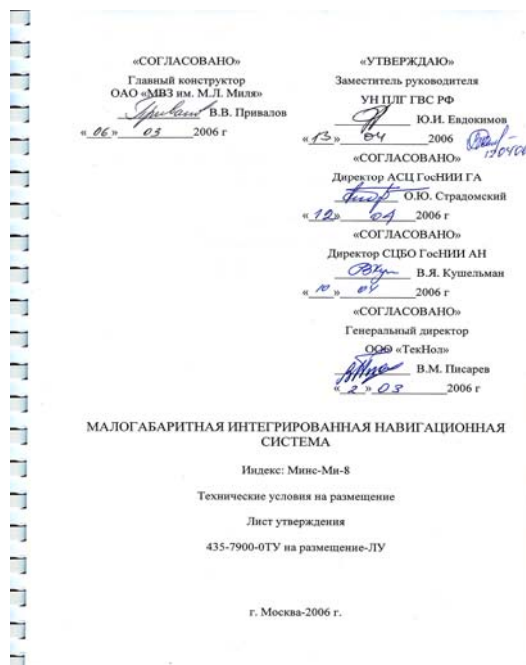 «СОГЛАСОВАНО»
Главный конструктор
ОАО «МВЗ им. М.Л. Миля»
В.В. Привалов
«06» 03 2006 г
«УТВЕРЖДАЮ»
Заместитель руководителя
УН ПЛГ ГВС РФ
Ю.И. Евдокимов
«13» 04 2006
«СОГЛАСОВАНО»
Директор АСЦ ГосНИИ ГА
О.Ю. Страдомский
«12» 04 2006 г
«СОГЛАСОВАНО»
Директор СЦБО ГосНИИ АН
В.Я. Кушельман
«10» 04 2006 г
«СОГЛАСОВАНО»
Генеральный директор
ООО «ТекНол»
В.М. Писарев
«2» 03 2006 г
МАЛОГАБАРИТНАЯ ИНТЕГРИРОВАННАЯ НАВИГАЦИОННАЯ
СИСТЕМА
Индекс: Минс-Ми-8
Технические условия на размещение
Лист утверждения
435-7900-0ТУ на размещение-ЛУ
г. Москва-2006 г.